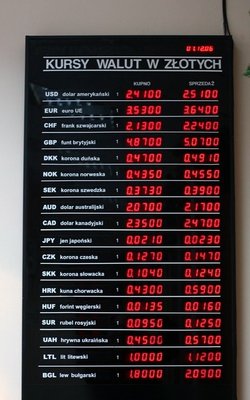 07.12.06
KURSY WALUT W ZŁOTYCH
KUPNO SPRZEDAŻ
USD dolar amerykański 1 2.4100 2.5100
EUR euro UE 1 3.5300 3.6400
CHF frank szwajcarski 1 2.1300 2.2400
GBP funt brytyjski 1 4.8700 5.0700
DKK korona duńska 1 0.4700 0.4910
NOK korona norweska 1 0.4350 0.4550
SEK korona szwedzka 1 0.3730 0.3900
AUD dolar australijski 1 2.0700 2.1700
CAD dolar kanadyjski 1 2.3500 2.4700
JPY jen japoński 1 0.0210 0.0230
CZK korona czeska 1 0.1270 0.1470
SKK korona słowacka 1 0.1040 0.1240
HRK kuna chorwacka 1 0.4300 0.5900
HUF forint węgierski 1 0.0135 0.0160
SUR rubel rosyjski 1 0.0950 0.1250
UAH hrywna ukraińska 1 0.4500 0.5700
LTL lit litewski 1 1.0000 1.1200
BGL lew bułgarski 1 1.8000 2.0900